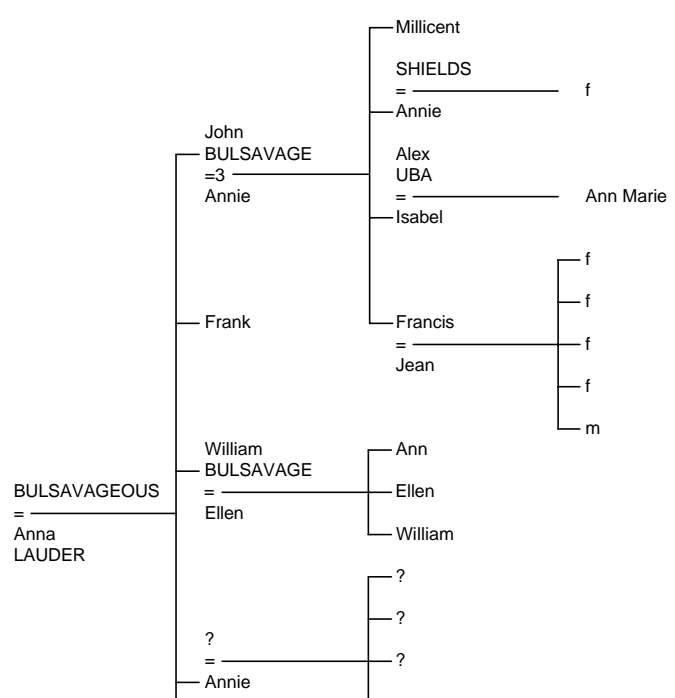 Millicent
SHIELDS
= f
Annie
John
BULSAVAGE
=3
Annie
Alex
UBA
= Ann Marie
Isabel
f
f
Frank
Francis
= f
Jean
f
m
William
BULSAVAGE
=
Ellen
Ann
Ellen
William
BULSAVAGEOUS
=
Anna
LAUDER
?
?
?
= ?
Annie